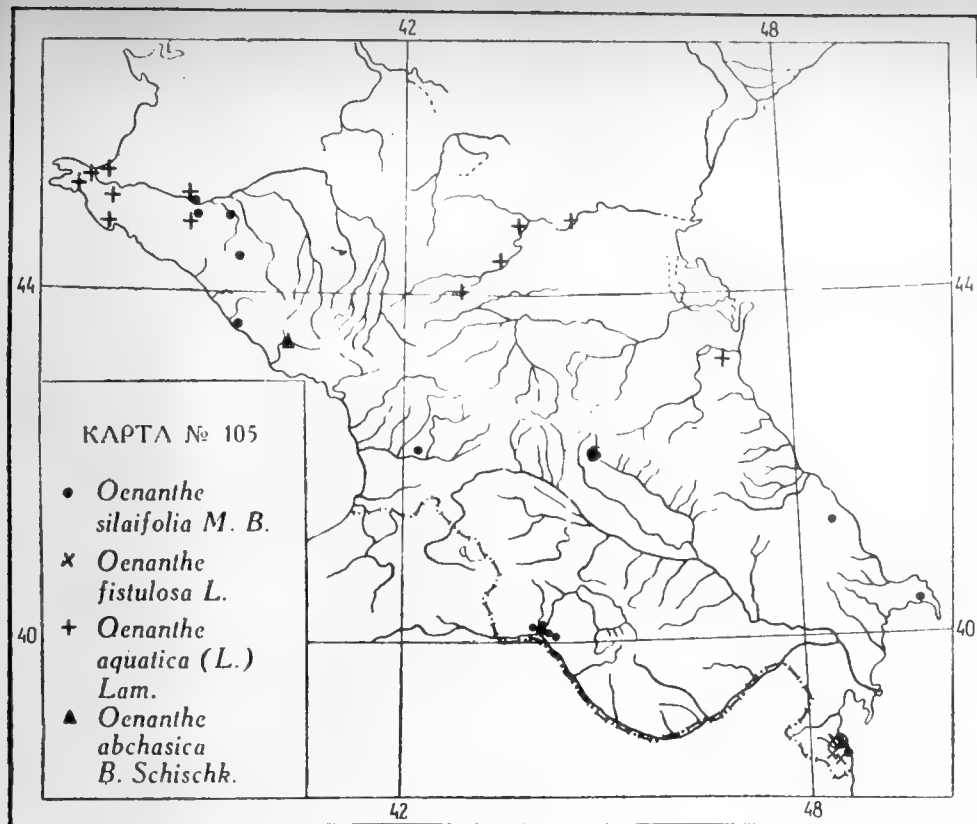 42 48
44 44
КАРТА № 105
Oenanthe
silaifolia M. B.
Oenanthe
fistulosa L.
Oenanthe
aquatica (L.)
Lam.
Oenanthe
abchasica
B. Schischk.
40 40
42 48